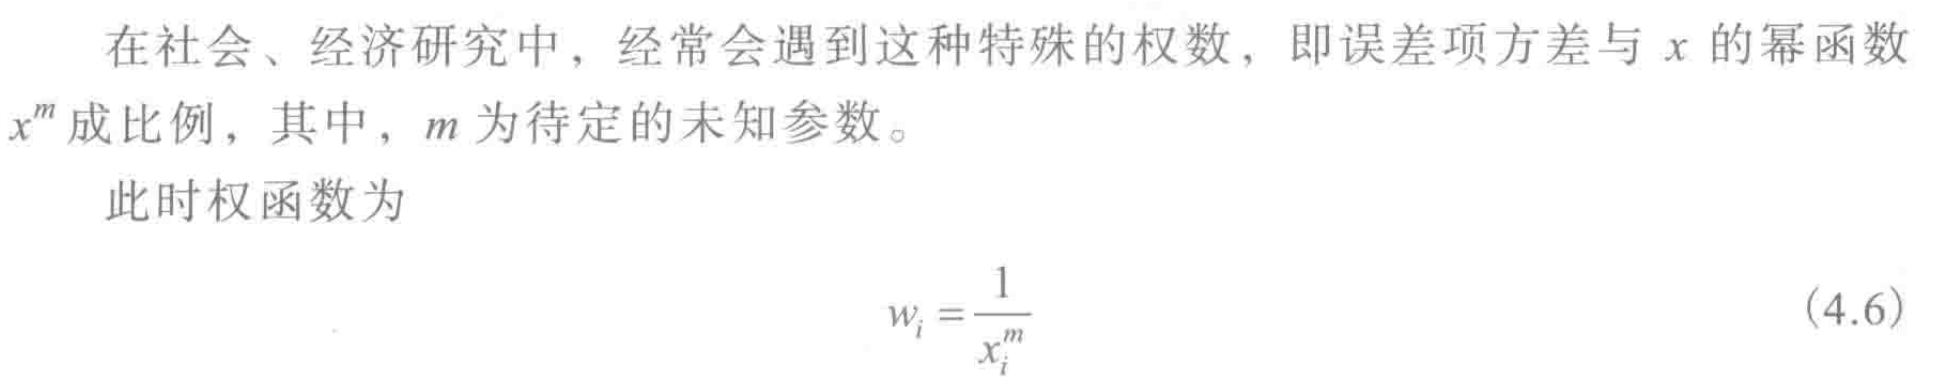 在社会、经济研究中，经常会遇到这种特殊的权数，即误差项方差与 x 的幂函数
x^m 成比例，其中，m 为待定的未知参数。
此时权函数为
w_i = \frac{1}{x_i^m} (4.6)